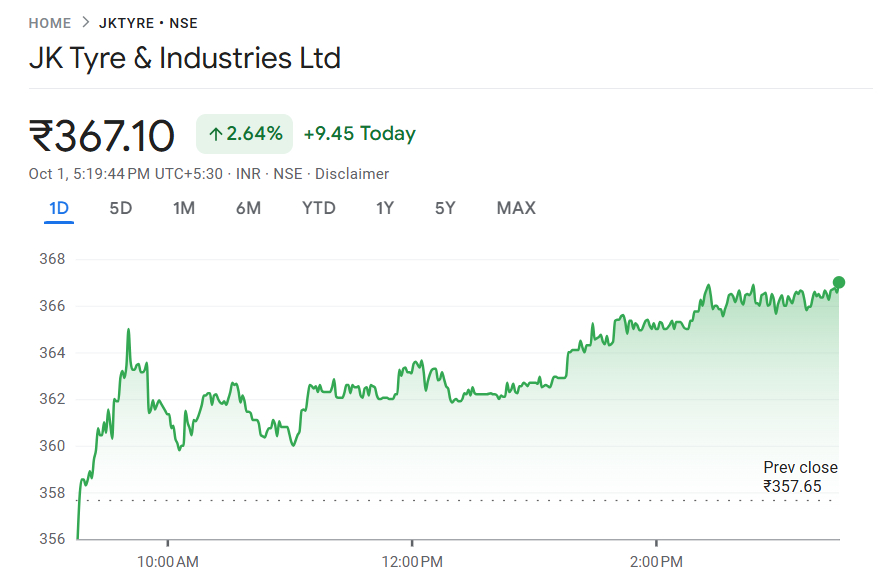 HOME > JKTYRE • NSE
JK Tyre & Industries Ltd
₹367.10 ↑2.64% +9.45 Today
Oct 1, 5:19:44 PM UTC+5:30 · INR · NSE · Disclaimer
1D 5D 1M 6M YTD 1Y 5Y MAX
368
366
364
362
360
358
356
Prev close
₹357.65
10:00 AM 12:00 PM 2:00 PM